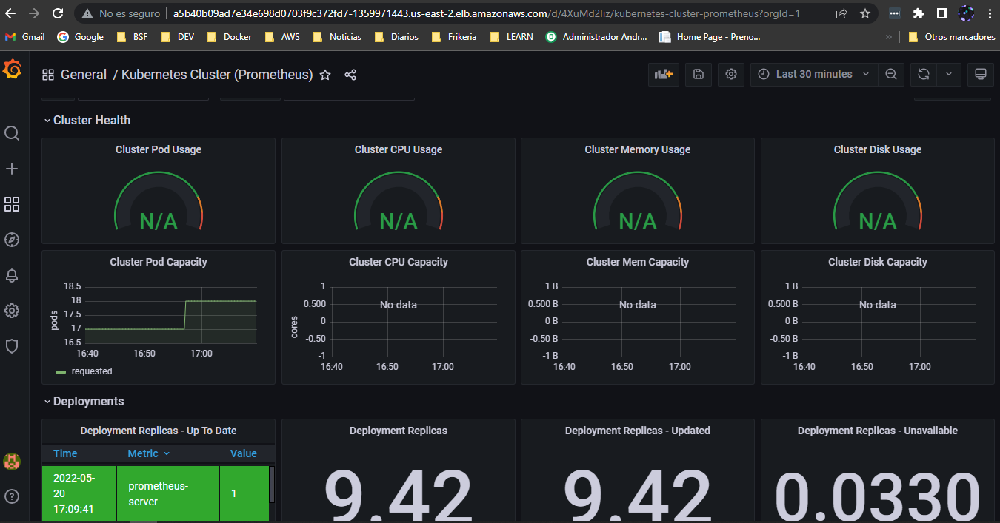 No es seguro
a5b40b09ad7e34e698d0703f9c372fd7-1359971443.us-east-2.elb.amazonaws.com/d/4XuMd2Iiz/kubernetes-cluster-prometheus?orgId=1
Gmail Google BSF DEV Docker AWS Noticias Diarios Frikeria LEARN Administrador Andr... Home Page - Preno... » Otros marcadores
General / Kubernetes Cluster (Prometheus)
Last 30 minutes
Cluster Health
Cluster Pod Usage
N/A
Cluster CPU Usage
N/A
Cluster Memory Usage
N/A
Cluster Disk Usage
N/A
Cluster Pod Capacity
18.5
18
17.5
17
16.5
pods
16:40 16:50 17:00
requested
Cluster CPU Capacity
1
0.500
0
-0.50
-1
cores
No data
16:40 16:50 17:00
Cluster Mem Capacity
1 B
0.500 B
0 B
-0.50 B
-1 B
No data
16:40 16:50 17:00
Cluster Disk Capacity
1 B
0.500 B
0 B
-0.50 B
-1 B
No data
16:40 16:50 17:00
Deployments
Deployment Replicas - Up To Date
Time Metric Value
2022-05-
20
17:09:41
prometheus-
server
1
Deployment Replicas
9.42
Deployment Replicas - Updated
9.42
Deployment Replicas - Unavailable
0.0330